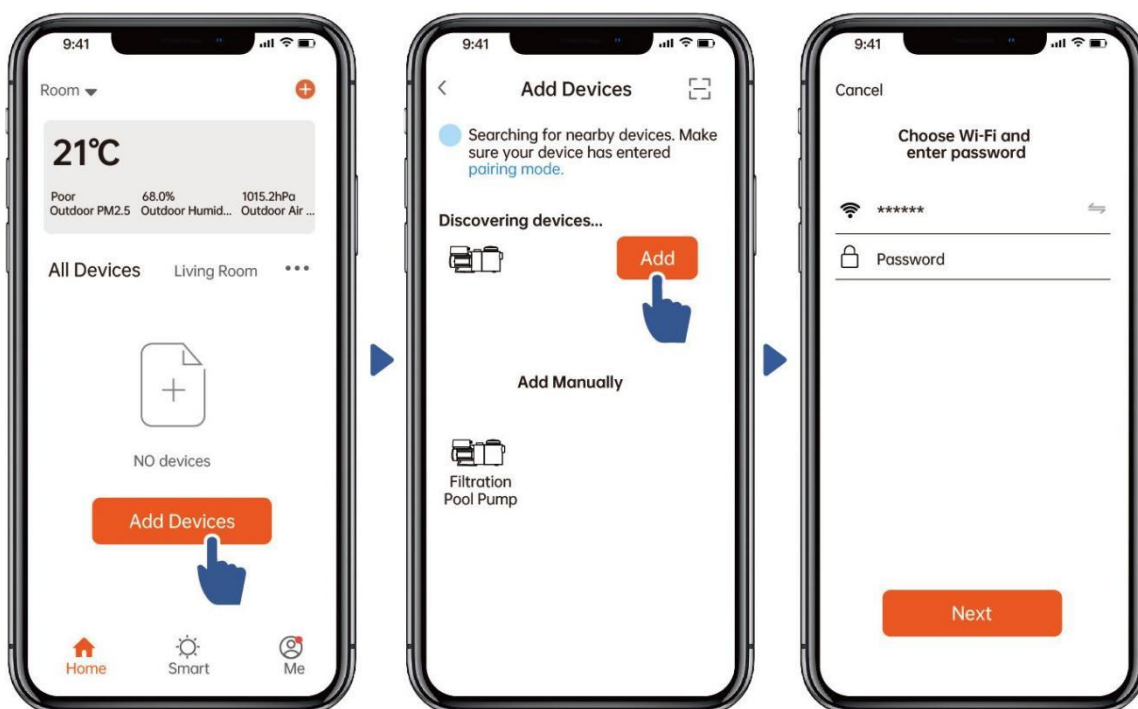 9:41
Room
21℃
Poor 68.0% 1015.2hPa
Outdoor PM2.5 Outdoor Humid... Outdoor Air ...
All Devices Living Room •••
NO devices
Add Devices
Home Smart Me
9:41
Add Devices
Searching for nearby devices. Make
sure your device has entered
pairing mode.
Discovering devices...
Add
Add Manually
Filtration
Pool Pump
9:41
Cancel
Choose Wi-Fi and
enter password
******
Password
Next